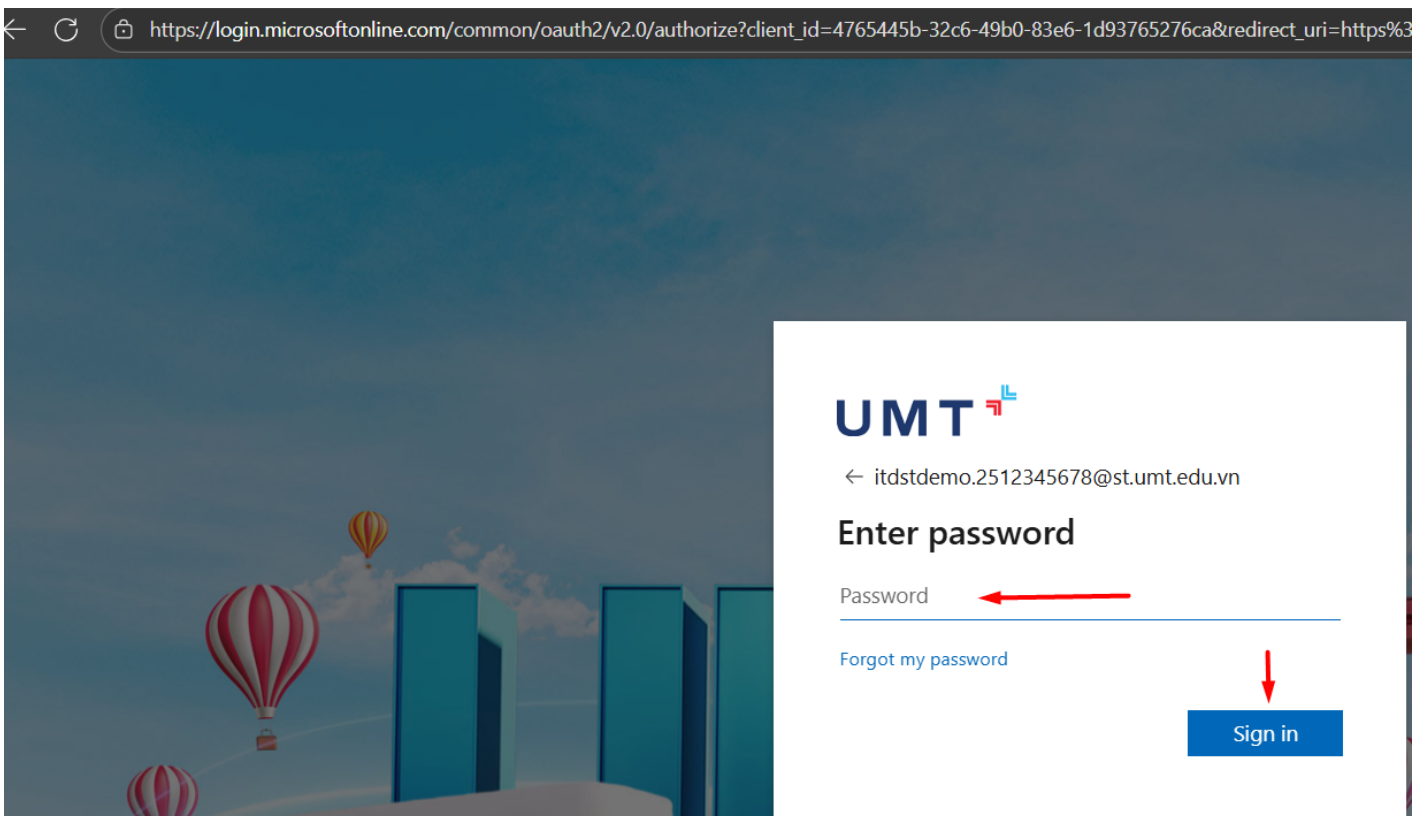 https://login.microsoftonline.com/common/oauth2/v2.0/authorize?client_id=4765445b-32c6-49b0-83e6-1d93765276ca&redirect_uri=https%3
UMT
itdstdemo.2512345678@st.umt.edu.vn
Enter password
Password
Forgot my password
Sign in